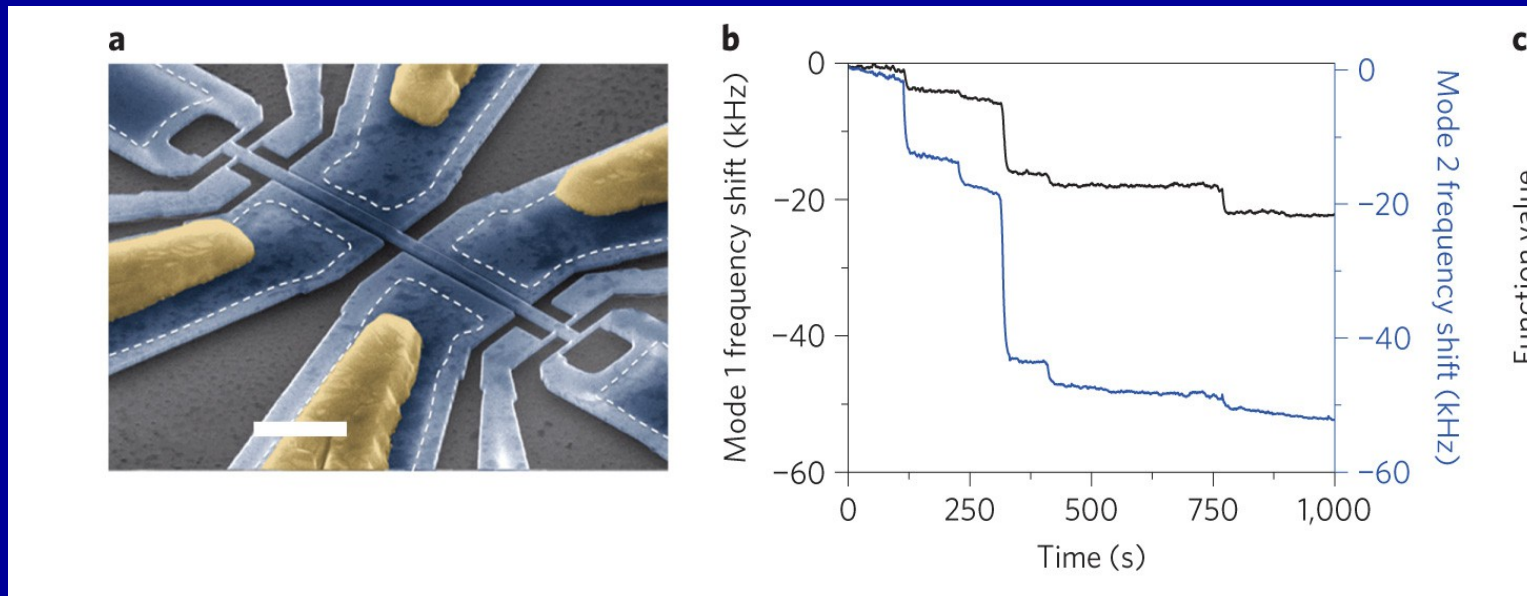 a
b
c
Mode 1 frequency shift (kHz)
0
−20
−40
−60
0
−20
−40
−60
Mode 2 frequency shift (kHz)
0
250
500
750
1,000
Time (s)